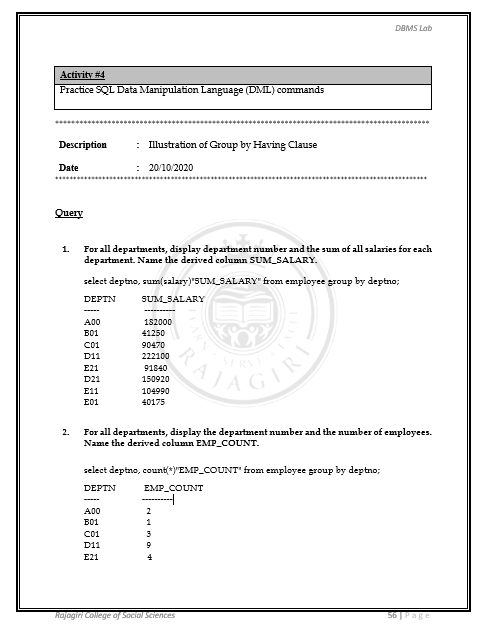 DBMS Lab
Activity #4
Practice SQL Data Manipulation Language (DML) commands
Description : Illustration of Group by Having Clause
Date : 20/10/2020
Query
1. For all departments, display department number and the sum of all salaries for each
department. Name the derived column SUM_SALARY.
select deptno, sum(salary)"SUM_SALARY" from employee group by deptno;
DEPTN SUM_SALARY
----- ----------
A00 182000
B01 41250
C01 90470
D11 222100
E21 91840
D21 150920
E11 104990
E01 40175
2. For all departments, display the department number and the number of employees.
Name the derived column EMP_COUNT.
select deptno, count(*)"EMP_COUNT" from employee group by deptno;
DEPTN EMP_COUNT
----- ----------
A00 2
B01 1
C01 3
D11 9
E21 4
RAJAGIRI
Rajagiri College of Social Sciences 56 | Page